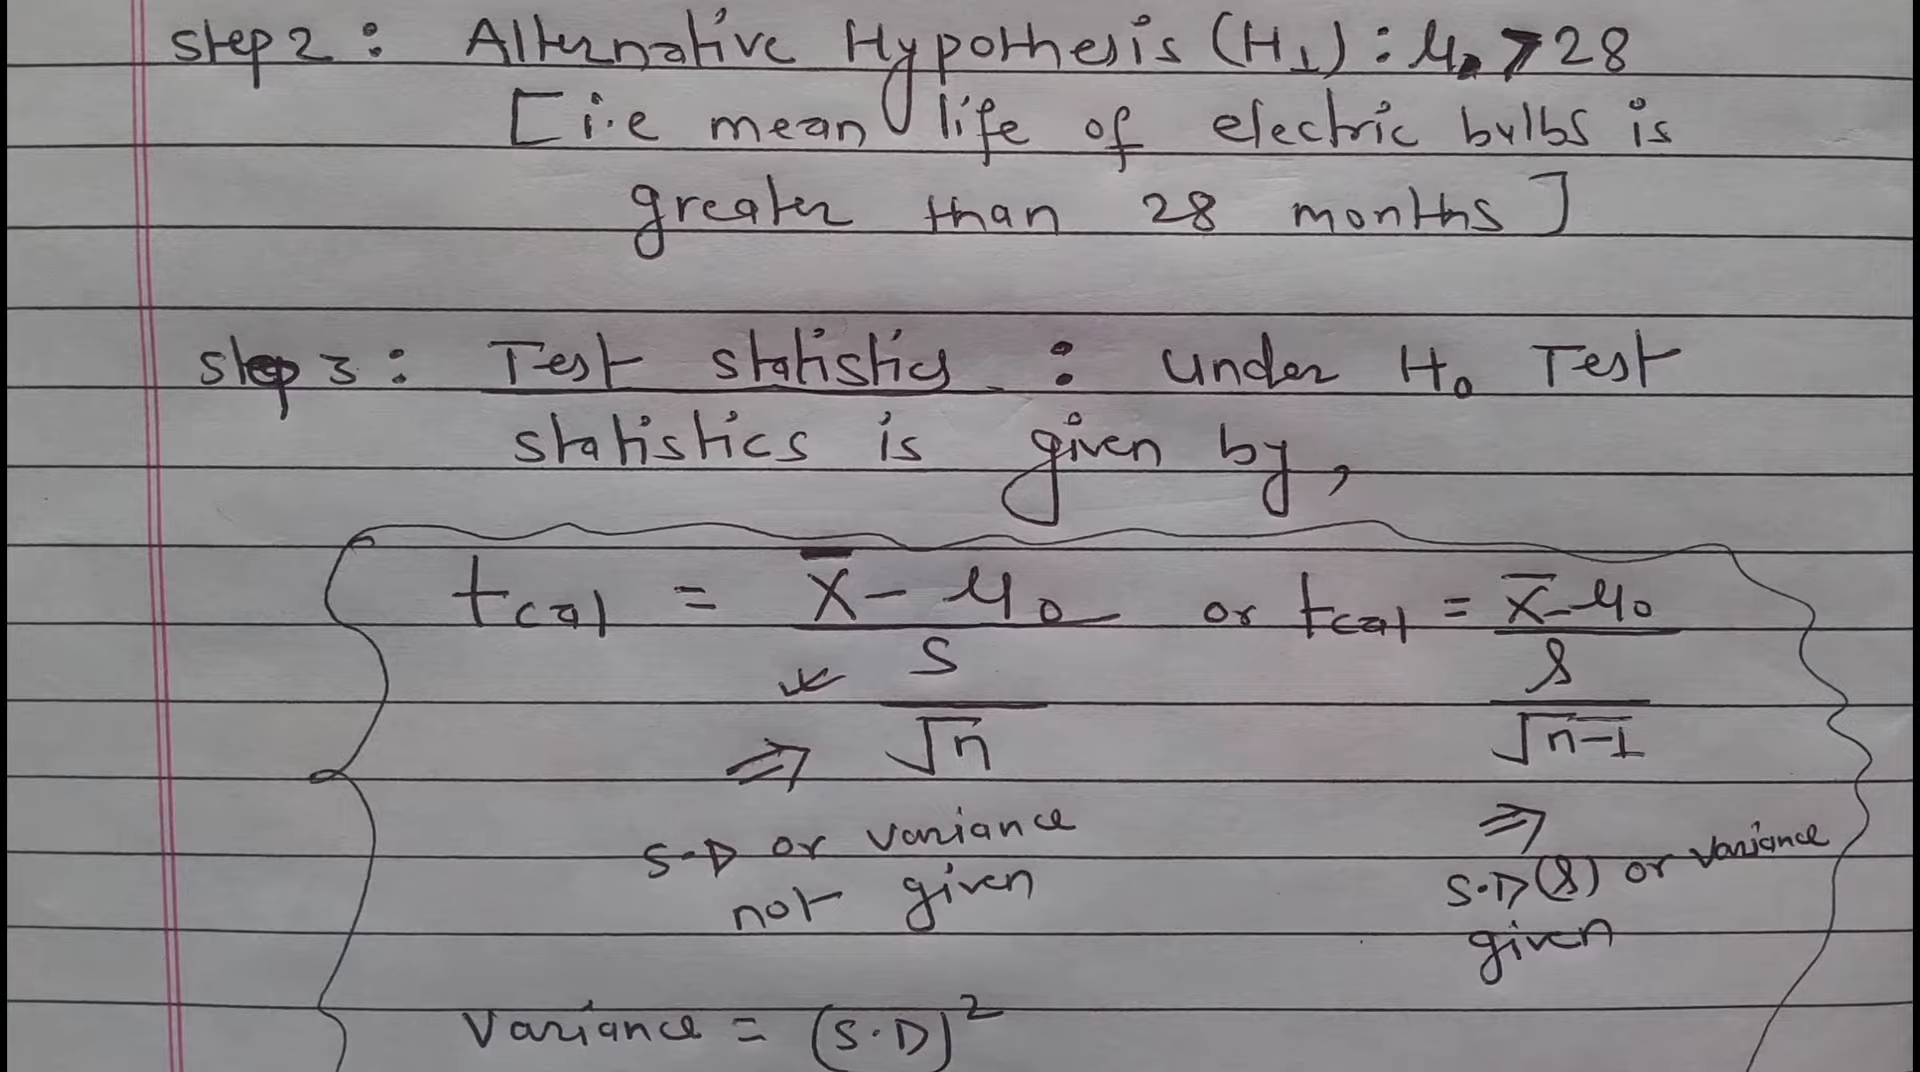 step 2 : Alternative Hypothesis (H₁) : μ > 28
[i.e mean life of electric bulbs is
greater than 28 months]
step 3 : Test statistics : under H₀ Test
statistics is given by,
t_cal = (x̄ - μ₀) / (S / √n) or t_cal = (x̄ - μ₀) / (s / √(n-1))
⇒ S.D or variance not given
⇒ S.D (s) or variance given
Variance = (S.D)²